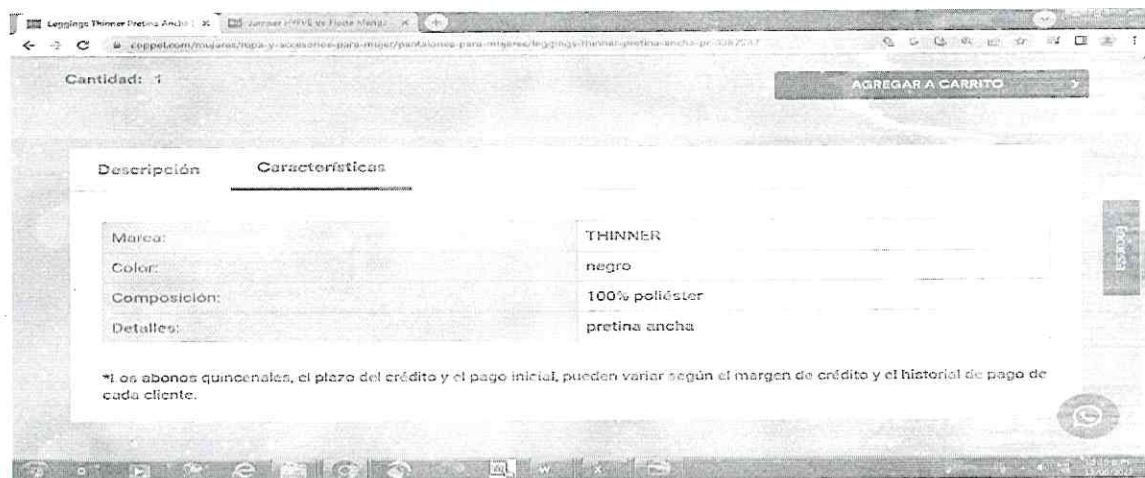 Leggings Thinner Pretina Ancha
coppel.com/mujeres/ropa-y-accesorios-para-mujer/pantalones-para-mujeres/leggings-thinner-pretina-ancha-pr-
Cantidad: 1
AGREGAR A CARRITO
Descripción Características
Marca: THINNER
Color: negro
Composición: 100% poliéster
Detalles: pretina ancha
*Los abonos quincenales, el plazo del crédito y el pago inicial, pueden variar según el margen de crédito y el historial de pago de
cada cliente.